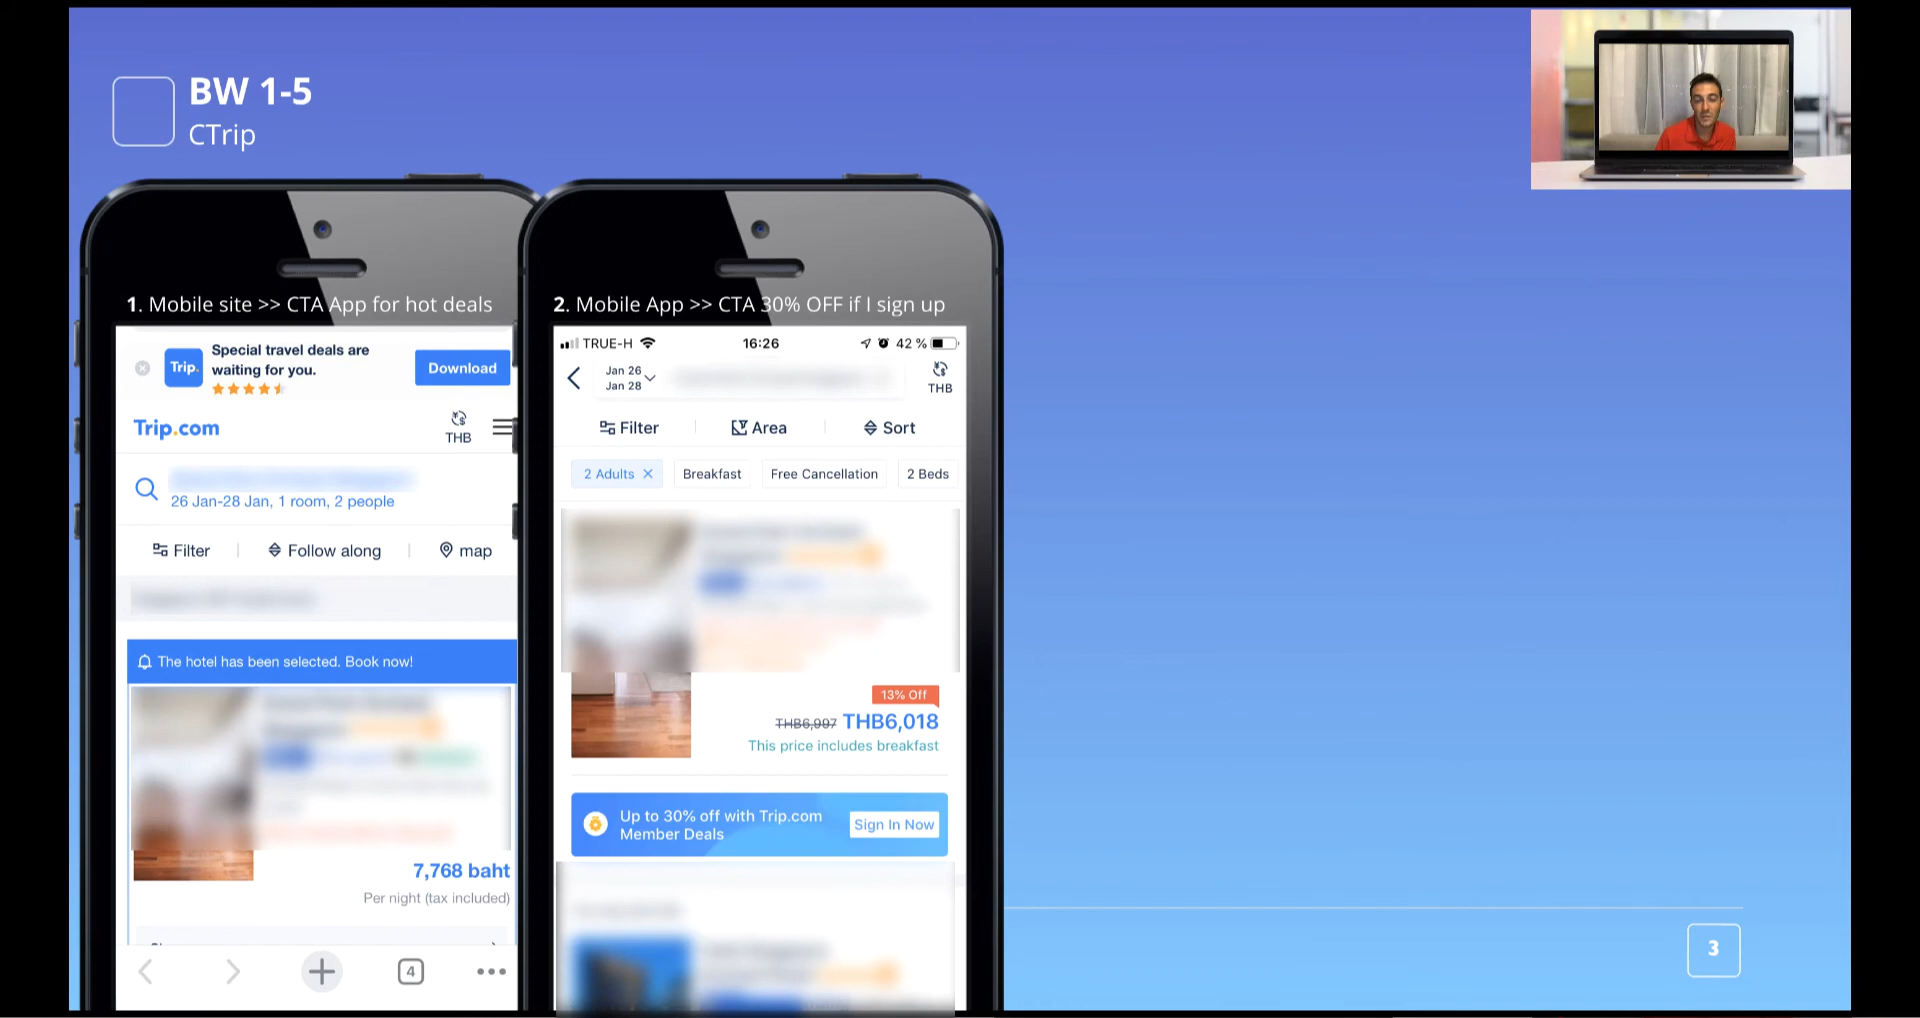 BW 1-5
CTrip
1. Mobile site >> CTA App for hot deals
Special travel deals are
waiting for you.
Trip.
Download
Trip.com
THB
26 Jan-28 Jan, 1 room, 2 people
Filter
Follow along
map
The hotel has been selected. Book now!
7,768 baht
Per night (tax included)
4
2. Mobile App >> CTA 30% OFF if I sign up
TRUE-H
16:26
42 %
Jan 26
Jan 28
THB
Filter
Area
Sort
2 Adults
Breakfast
Free Cancellation
2 Beds
13% Off
THB6,997 THB6,018
This price includes breakfast
Up to 30% off with Trip.com
Member Deals
Sign In Now
3